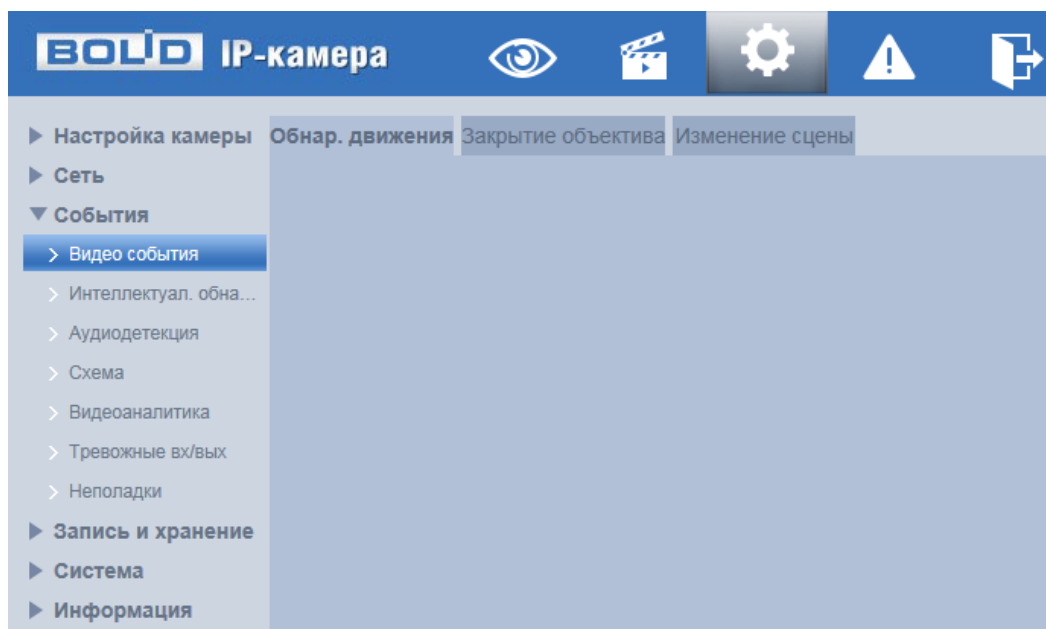 BOLID IP-камера
Настройка камеры
Обнар. движения Закрытие объектива Изменение сцены
Сеть
События
Видео события
Интеллектуал. обна...
Аудиодетекция
Схема
Видеоаналитика
Тревожные вх/вых
Неполадки
Запись и хранение
Система
Информация